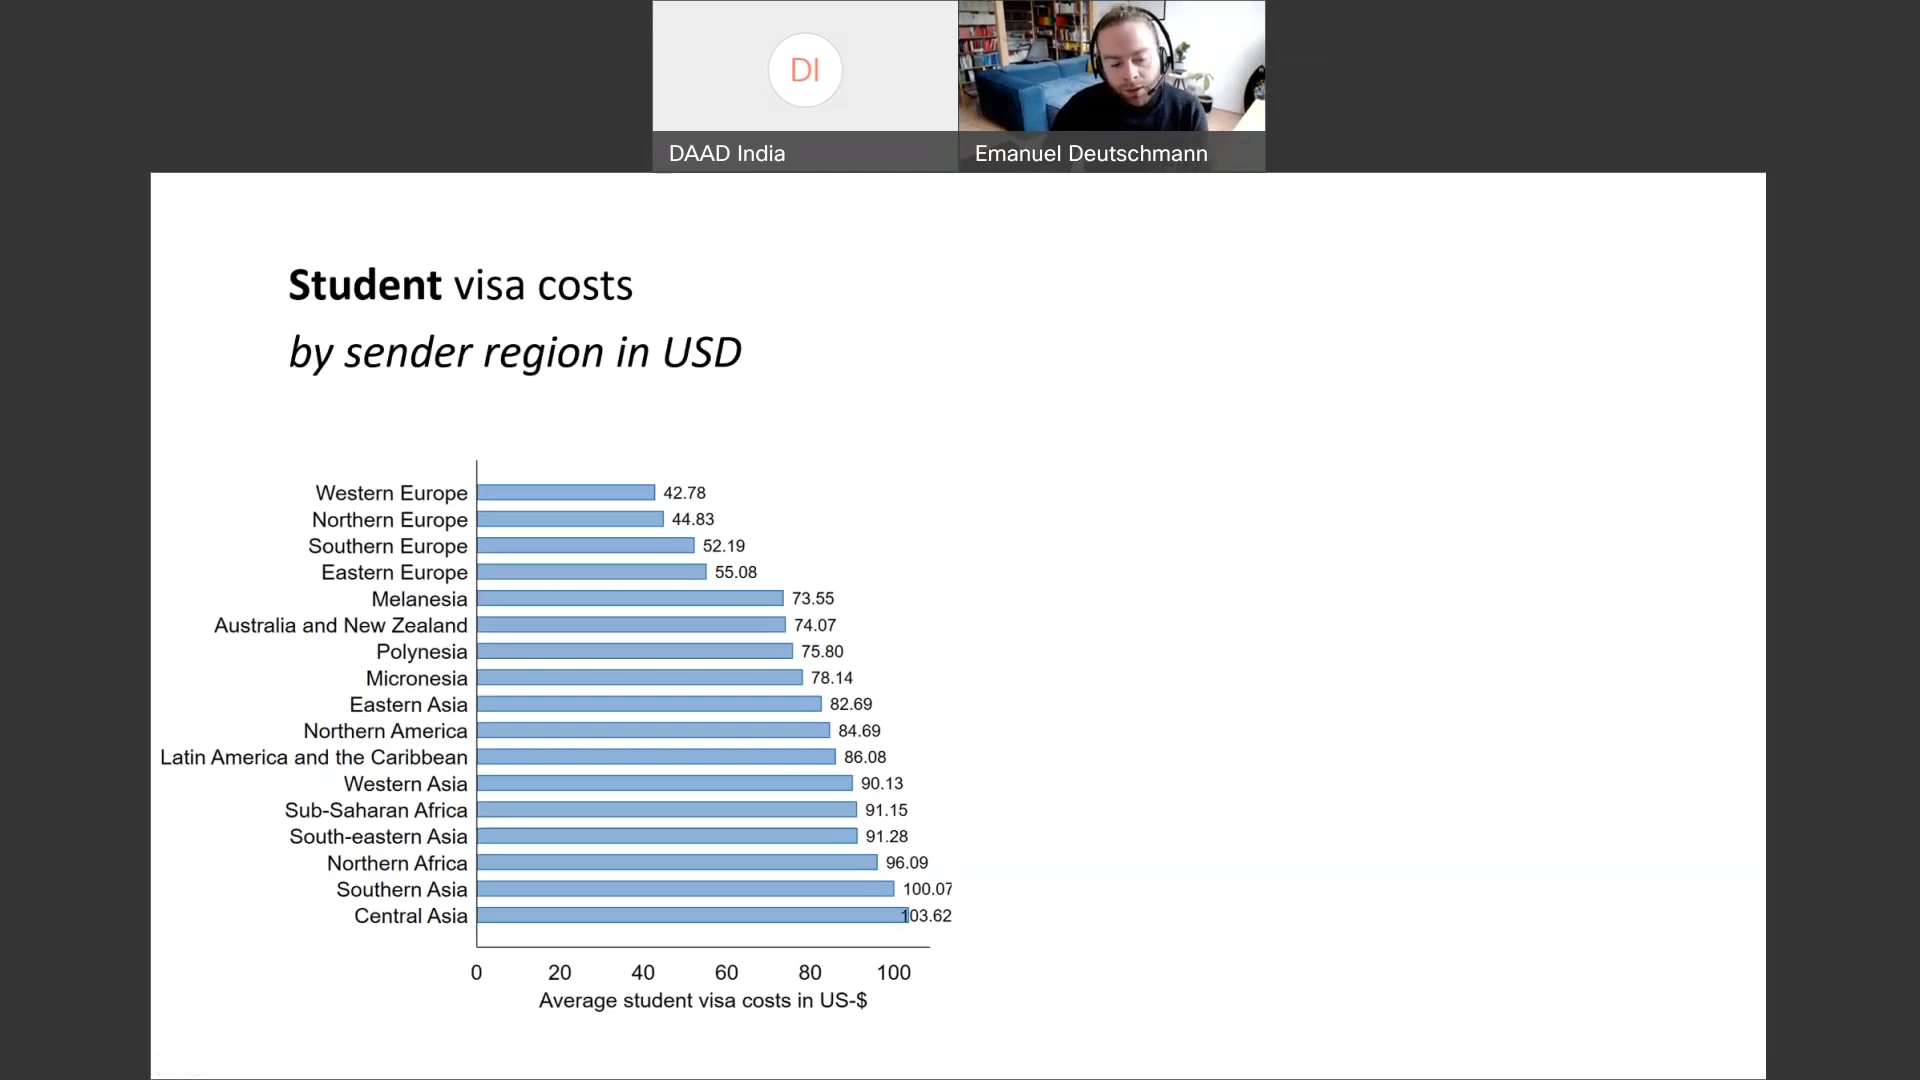 DI
DAAD India
Emanuel Deutschmann
Student visa costs
by sender region in USD
Western Europe 42.78
Northern Europe 44.83
Southern Europe 52.19
Eastern Europe 55.08
Melanesia 73.55
Australia and New Zealand 74.07
Polynesia 75.80
Micronesia 78.14
Eastern Asia 82.69
Northern America 84.69
Latin America and the Caribbean 86.08
Western Asia 90.13
Sub-Saharan Africa 91.15
South-eastern Asia 91.28
Northern Africa 96.09
Southern Asia 100.07
Central Asia 103.62
0 20 40 60 80 100
Average student visa costs in US-$